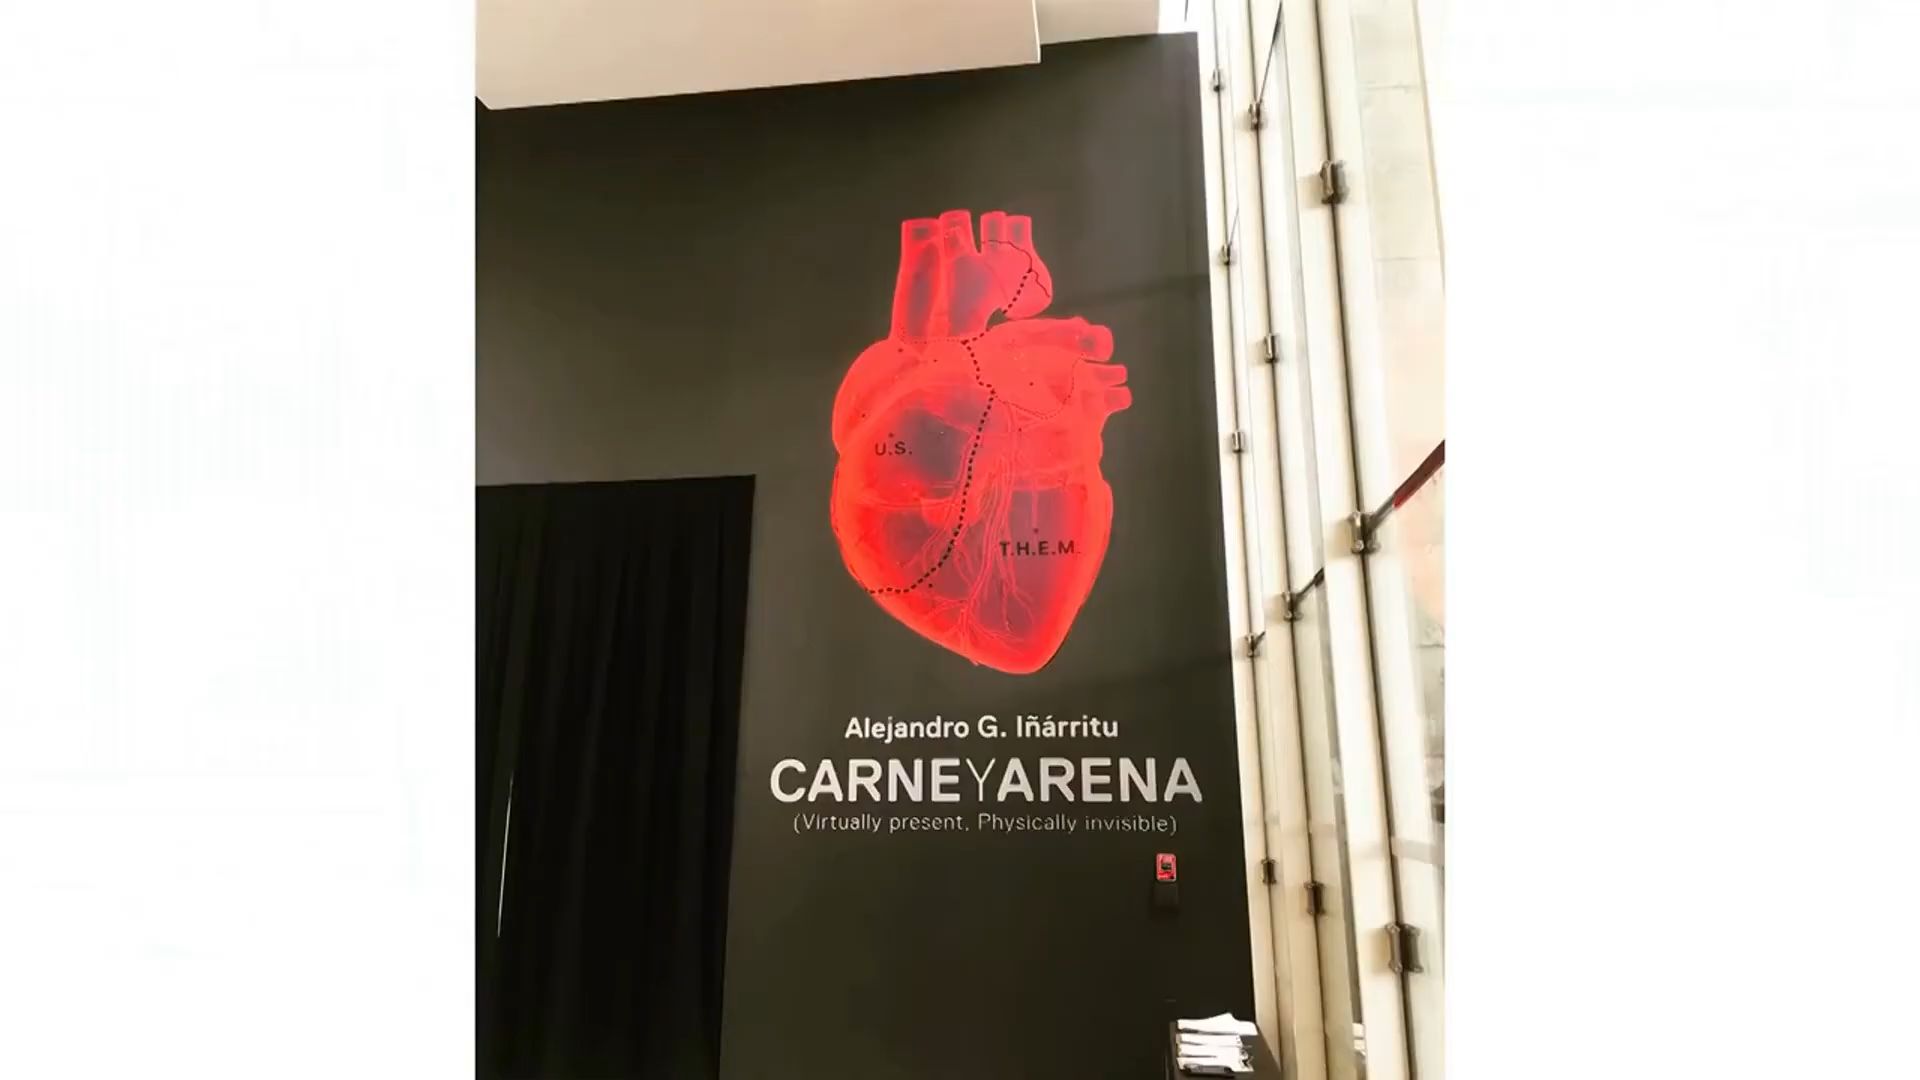 U.S.
T.H.E.M.
Alejandro G. Iñárritu
CARNEYARENA
(Virtually present, Physically invisible)